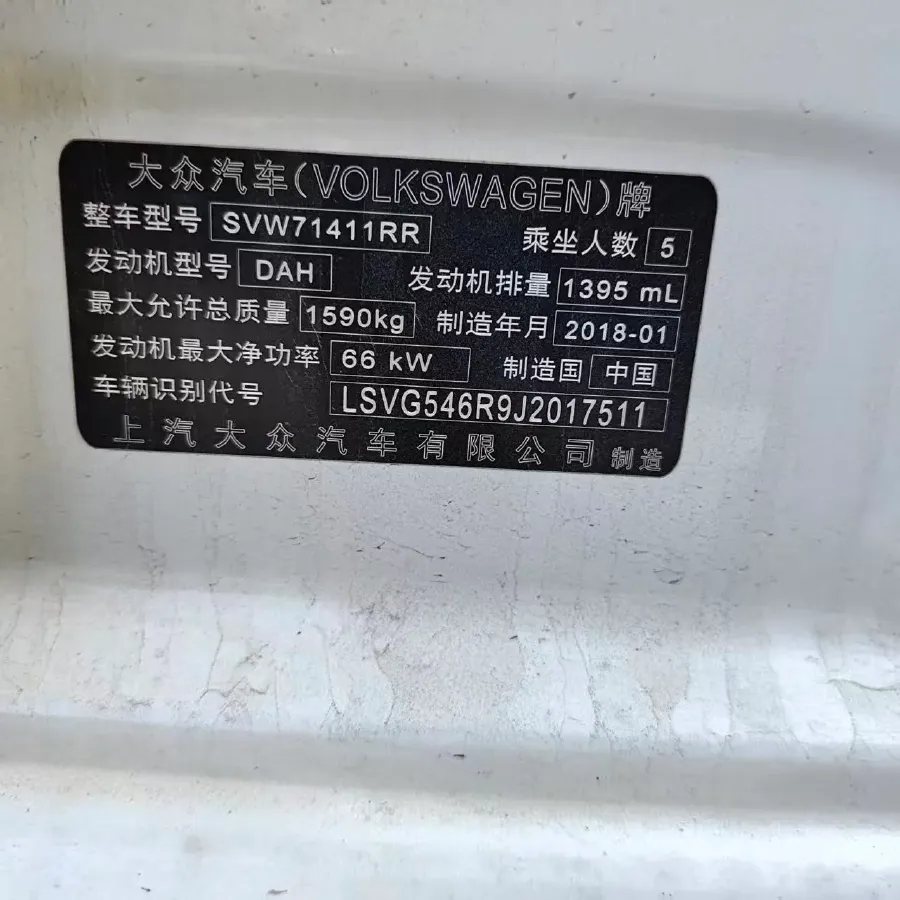 大众汽车(VOLKSWAGEN)牌
整车型号 SVW71411RR 乘坐人数 5
发动机型号 DAH 发动机排量 1395 mL
最大允许总质量 1590kg 制造年月 2018-01
发动机最大净功率 66 kW 制造国 中国
车辆识别代号 LSVG546R9J2017511
上汽大众汽车有限公司 制造